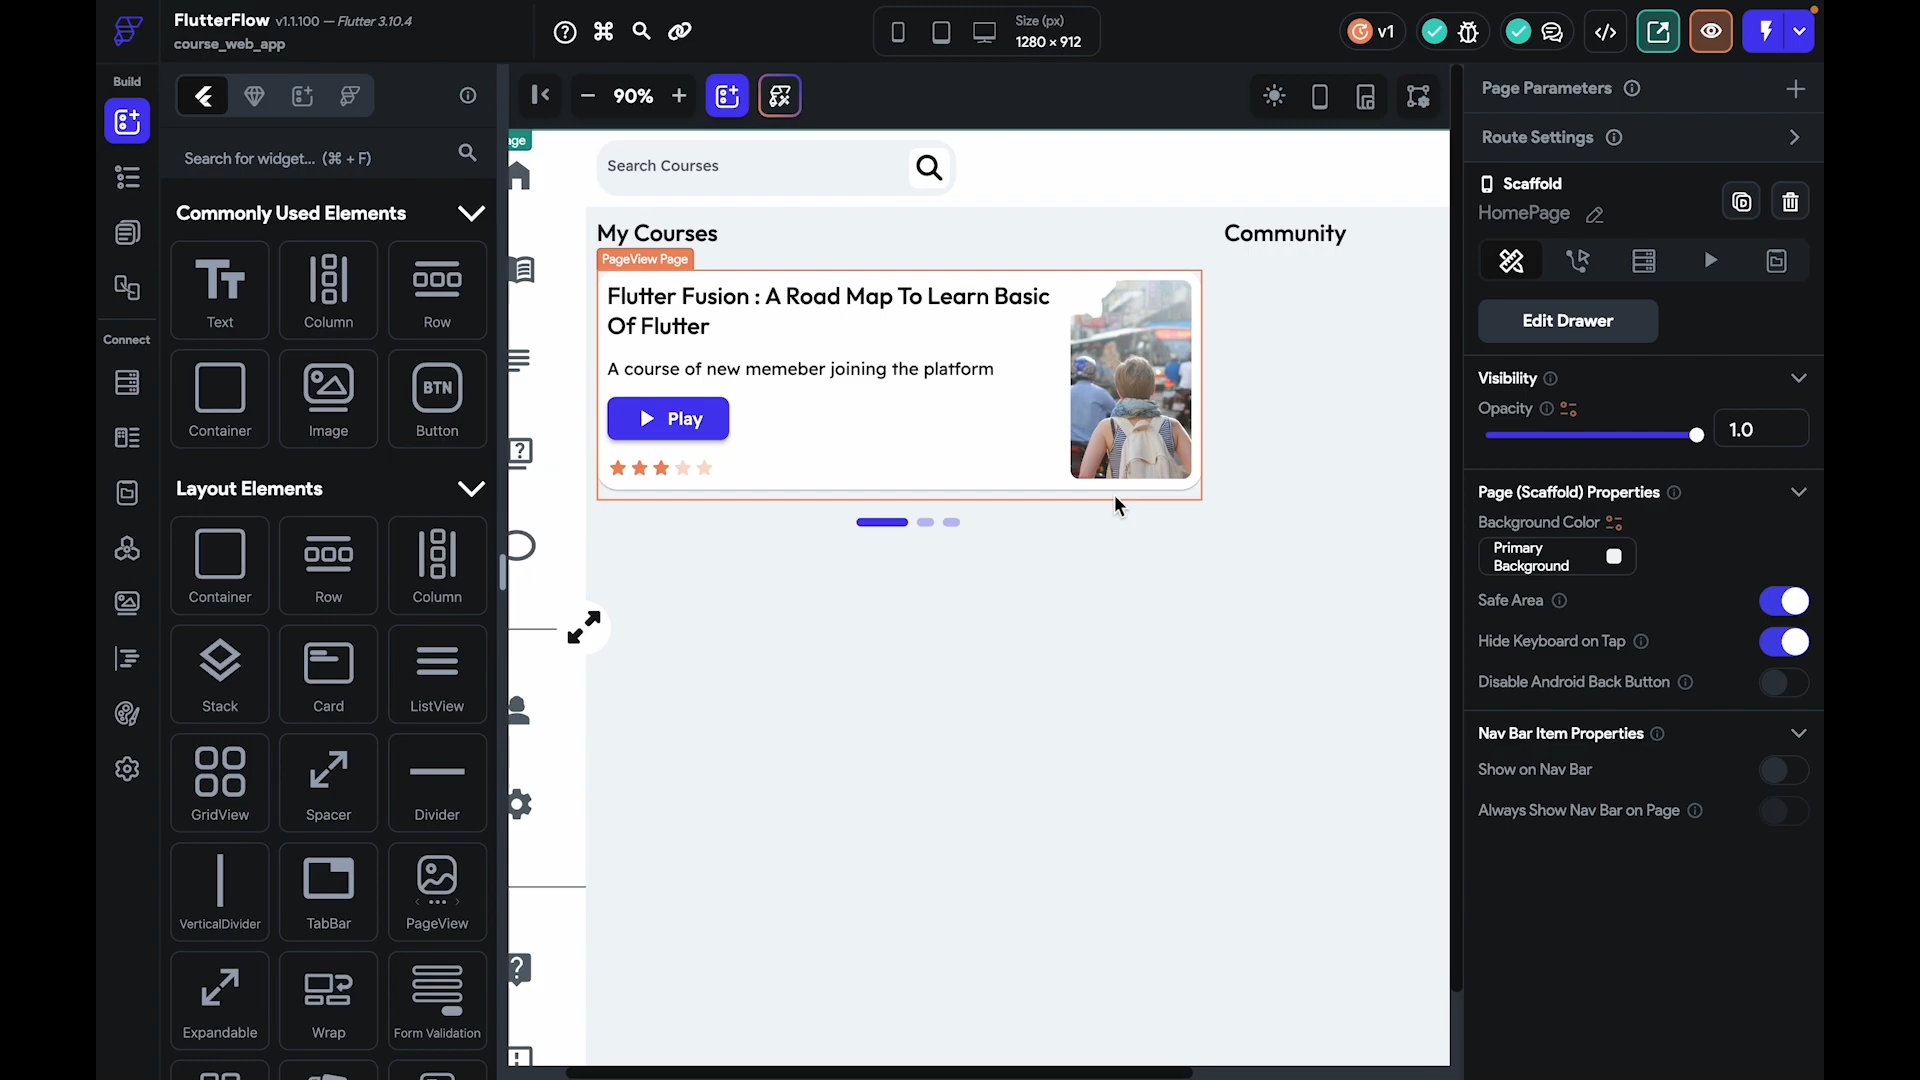 FlutterFlow v1.1.100 — Flutter 3.10.4
course_web_app
Size (px)
1280 × 912
v1
Build
Connect
90%
Search for widget... (⌘ + F)
Commonly Used Elements
Text
Column
Row
Container
Image
BTN
Button
Layout Elements
Container
Row
Column
Stack
Card
ListView
GridView
Spacer
Divider
VerticalDivider
TabBar
PageView
Expandable
Wrap
Form Validation
ge
Search Courses
My Courses
Community
PageView Page
Flutter Fusion : A Road Map To Learn Basic
Of Flutter
A course of new memeber joining the platform
Play
Page Parameters
Route Settings
Scaffold
HomePage
Edit Drawer
Visibility
Opacity
1.0
Page (Scaffold) Properties
Background Color
Primary
Background
Safe Area
Hide Keyboard on Tap
Disable Android Back Button
Nav Bar Item Properties
Show on Nav Bar
Always Show Nav Bar on Page